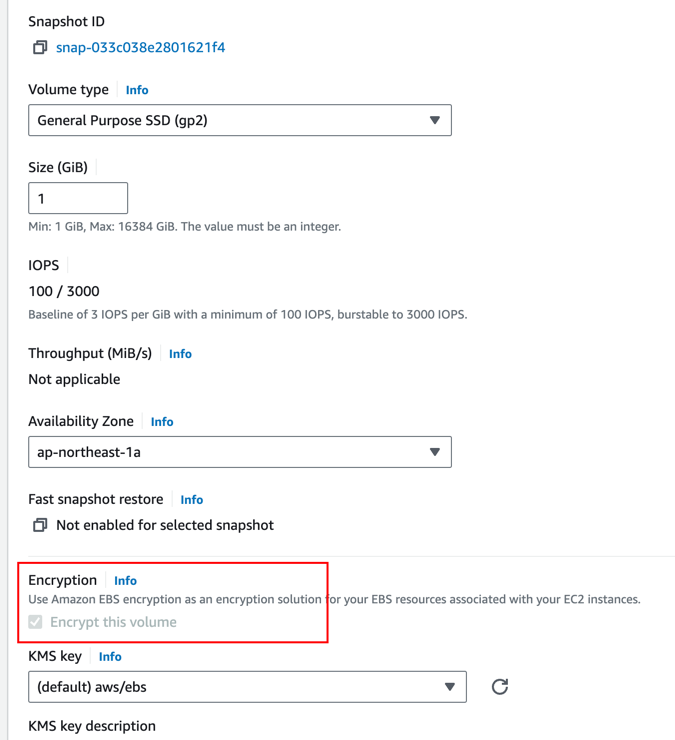 Snapshot ID
snap-033c038e2801621f4
Volume type Info
General Purpose SSD (gp2)
Size (GiB)
1
Min: 1 GiB, Max: 16384 GiB. The value must be an integer.
IOPS
100 / 3000
Baseline of 3 IOPS per GiB with a minimum of 100 IOPS, burstable to 3000 IOPS.
Throughput (MiB/s) Info
Not applicable
Availability Zone Info
ap-northeast-1a
Fast snapshot restore Info
Not enabled for selected snapshot
Encryption Info
Use Amazon EBS encryption as an encryption solution for your EBS resources associated with your EC2 instances.
Encrypt this volume
KMS key Info
(default) aws/ebs
KMS key description